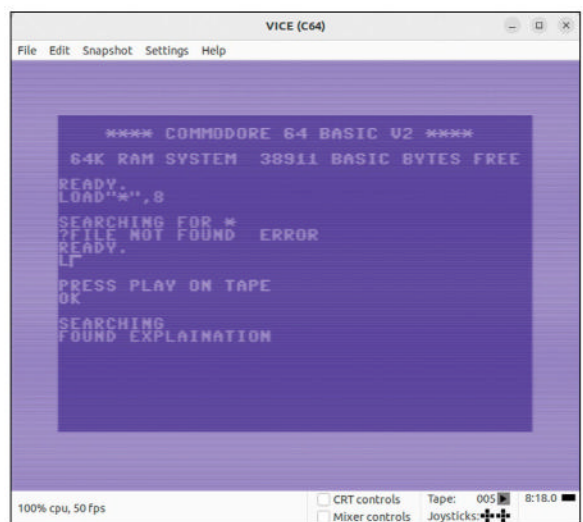 VICE (C64)
File Edit Snapshot Settings Help
**** COMMODORE 64 BASIC V2 ****
64K RAM SYSTEM 38911 BASIC BYTES FREE
READY.
LOAD"*",8
SEARCHING FOR *
?FILE NOT FOUND ERROR
READY.
L┌
PRESS PLAY ON TAPE
OK
SEARCHING
FOUND EXPLAINATION
CRT controls Tape: 005 8:18.0
100% cpu, 50 fps
Mixer controls Joysticks: